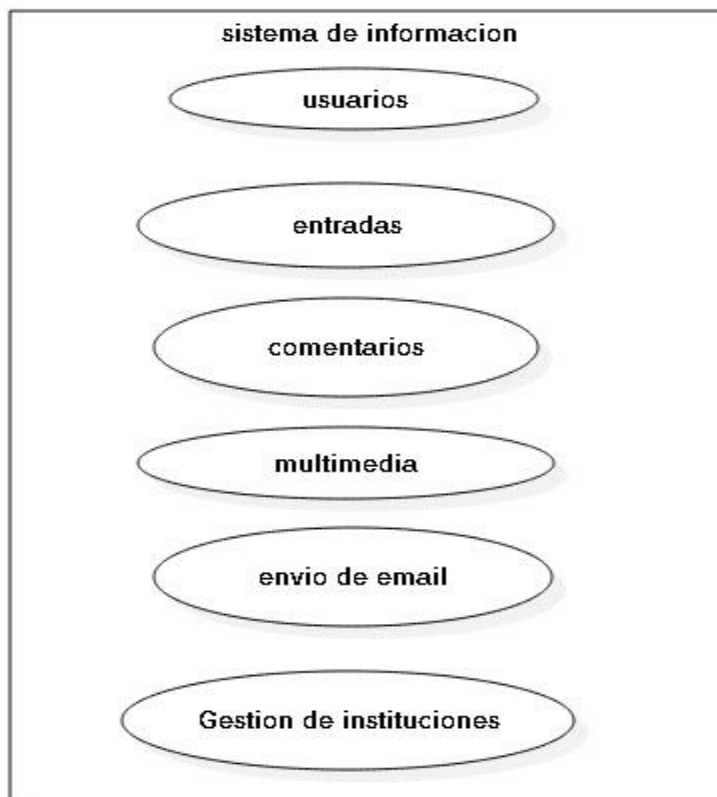 sistema de informacion
usuarios
entradas
comentarios
multimedia
envio de email
Gestion de instituciones